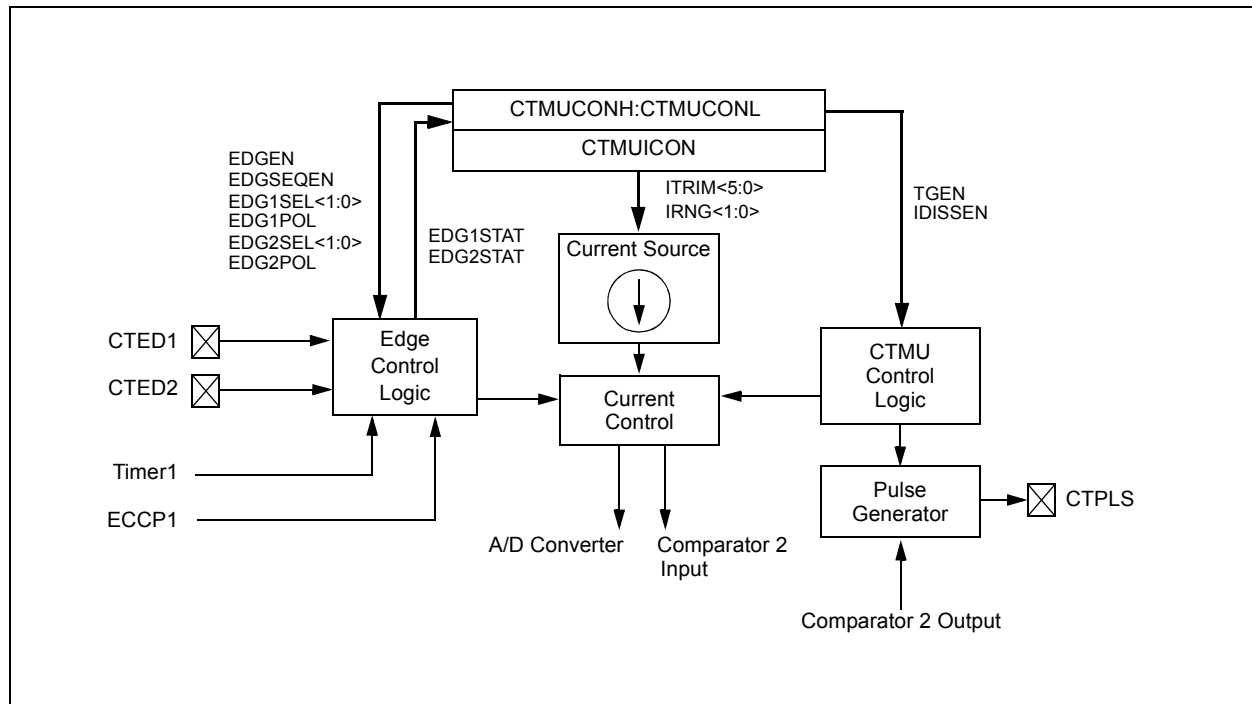 CTMUCONH:CTMUCONL
CTMUICON
EDGEN
EDGSEQEN
EDG1SEL<1:0>
EDG1POL
EDG2SEL<1:0>
EDG2POL
EDG1STAT
EDG2STAT
ITRIM<5:0>
IRNG<1:0>
TGEN
IDISSEN
Current Source
CTED1
CTED2
Edge
Control
Logic
Current
Control
CTMU
Control
Logic
Timer1
ECCP1
Pulse
Generator
CTPLS
A/D Converter
Comparator 2
Input
Comparator 2 Output